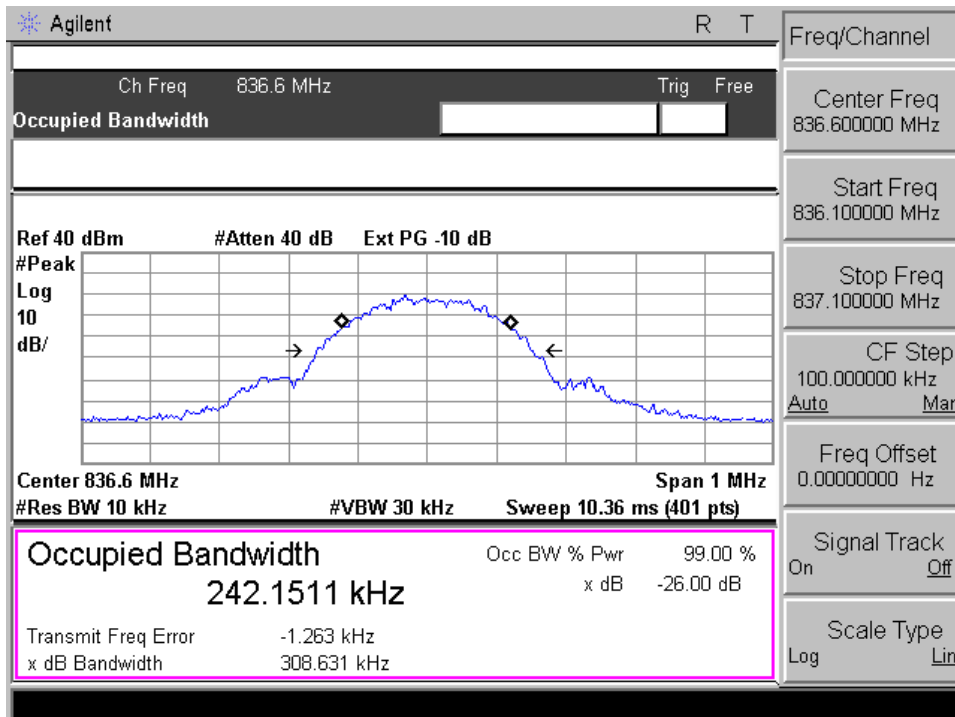 Agilent
R T
Ch Freq 836.6 MHz
Trig Free
Occupied Bandwidth
Ref 40 dBm #Atten 40 dB Ext PG -10 dB
#Peak
Log
10
dB/
Center 836.6 MHz
Span 1 MHz
#Res BW 10 kHz #VBW 30 kHz Sweep 10.36 ms (401 pts)
Occupied Bandwidth
242.1511 kHz
Occ BW % Pwr 99.00 %
x dB -26.00 dB
Transmit Freq Error -1.263 kHz
x dB Bandwidth 308.631 kHz
Freq/Channel
Center Freq
836.600000 MHz
Start Freq
836.100000 MHz
Stop Freq
837.100000 MHz
CF Step
100.000000 kHz
Auto Man
Freq Offset
0.00000000 Hz
Signal Track
On Off
Scale Type
Log Lin